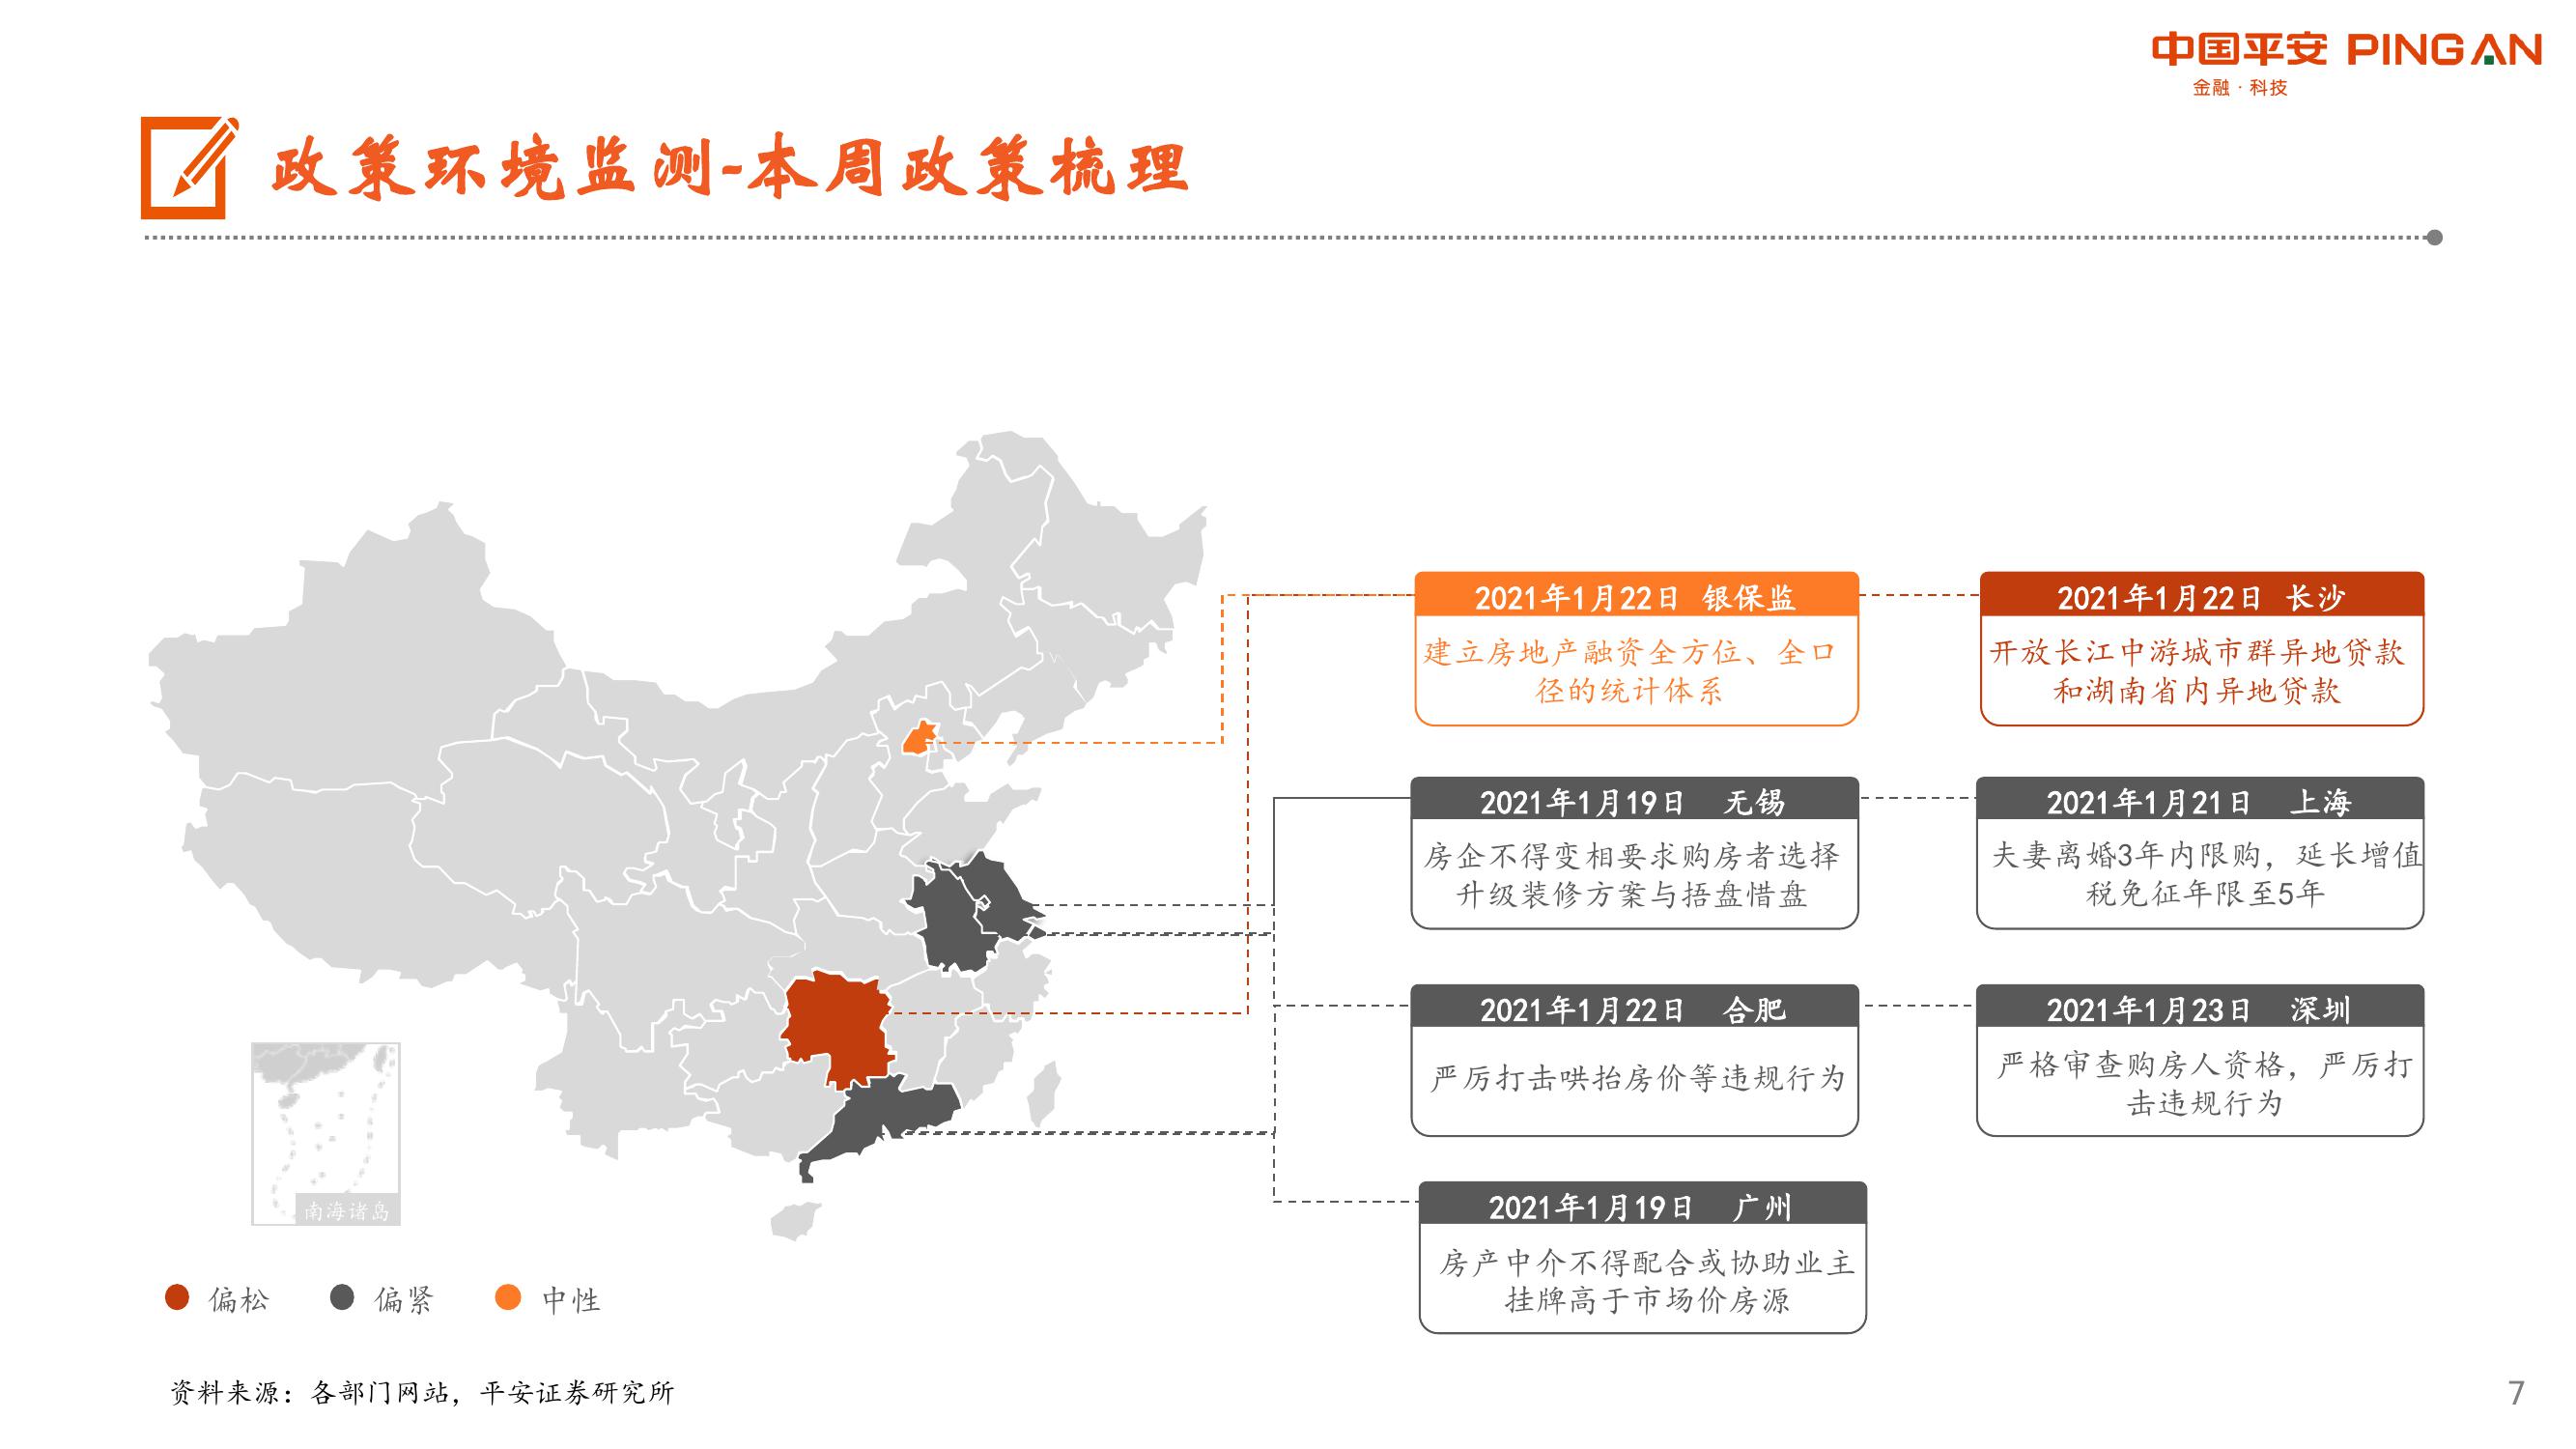 中国平安 PINGAN
金融·科技
政策环境监测-本周政策梳理
2021年1月22日 银保监
建立房地产融资全方位、全口
径的统计体系
2021年1月22日 长沙
开放长江中游城市群异地贷款
和湖南省内异地贷款
2021年1月19日 无锡
房企不得变相要求购房者选择
升级装修方案与捂盘惜盘
2021年1月21日 上海
夫妻离婚3年内限购，延长增值
税免征年限至5年
2021年1月22日 合肥
严厉打击哄抬房价等违规行为
2021年1月23日 深圳
严格审查购房人资格，严厉打
击违规行为
2021年1月19日 广州
房产中介不得配合或协助业主
挂牌高于市场价房源
南海诸岛
偏松 偏紧 中性
资料来源：各部门网站，平安证券研究所
7